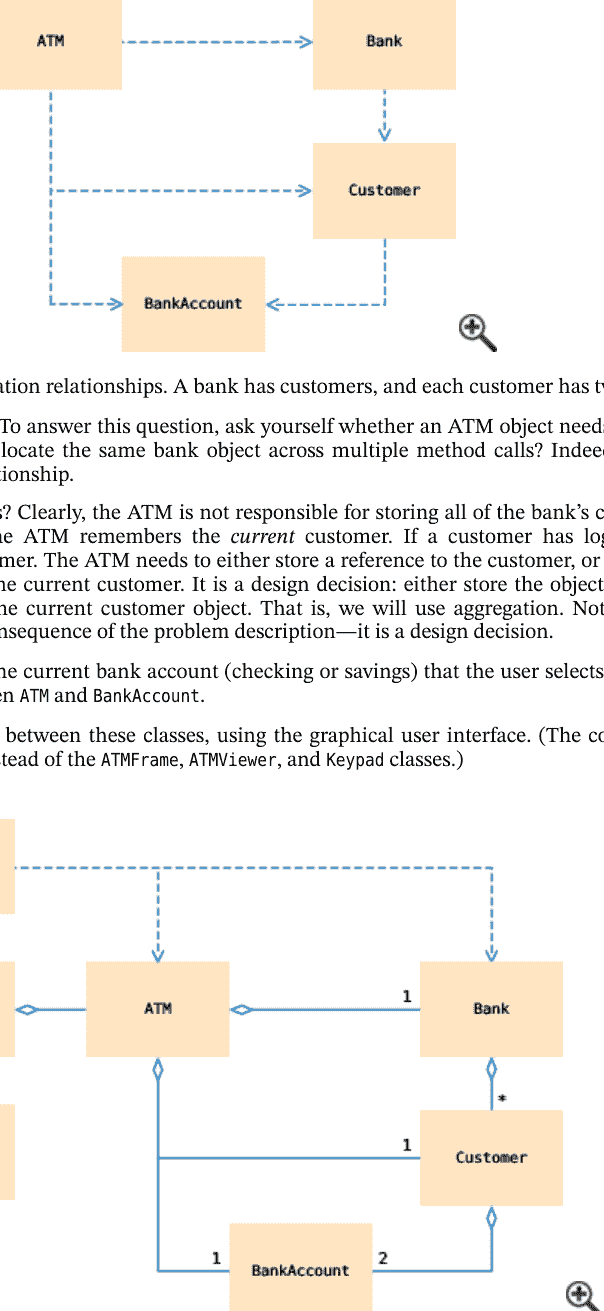 ATM
Bank
Customer
BankAccount
ation relationships. A bank has customers, and each customer has tw
To answer this question, ask yourself whether an ATM object needs
locate the same bank object across multiple method calls? Indeed
tionship.
s? Clearly, the ATM is not responsible for storing all of the bank’s c
ne ATM remembers the current customer. If a customer has log
mer. The ATM needs to either store a reference to the customer, or
he current customer. It is a design decision: either store the object
he current customer object. That is, we will use aggregation. Not
nsequence of the problem description—it is a design decision.
he current bank account (checking or savings) that the user selects
en ATM and BankAccount.
between these classes, using the graphical user interface. (The co
stead of the ATMFrame, ATMViewer, and Keypad classes.)
ATM
1
Bank
*
1
Customer
1
BankAccount
2